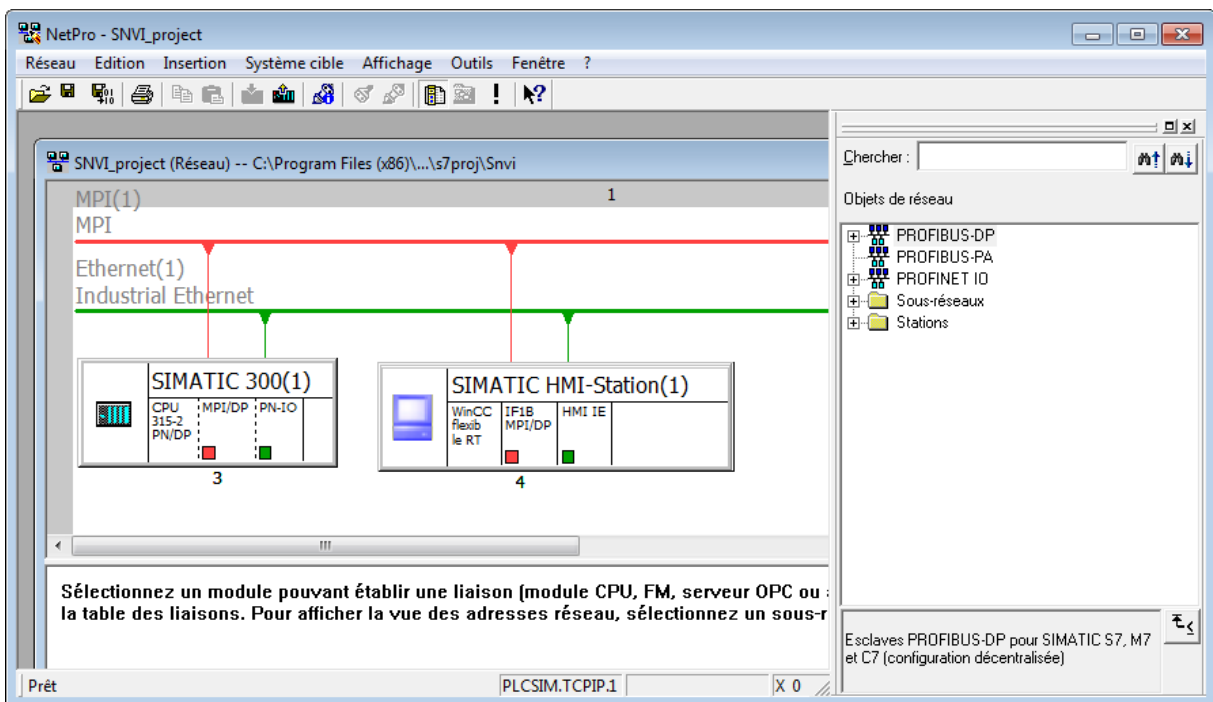 NetPro - SNVI_project
Réseau Edition Insertion Système cible Affichage Outils Fenêtre ?
SNVI_project (Réseau) -- C:\Program Files (x86)\...\s7proj\Snvi
1
MPI(1)
MPI
Ethernet(1)
Industrial Ethernet
SIMATIC 300(1)
CPU 315-2 PN/DP
MPI/DP
PN-IO
3
SIMATIC HMI-Station(1)
WinCC flexib le RT
IF1B MPI/DP
HMI IE
4
Sélectionnez un module pouvant établir une liaison (module CPU, FM, serveur OPC ou
la table des liaisons. Pour afficher la vue des adresses réseau, sélectionnez un sous-r
Chercher :
Objets de réseau
PROFIBUS-DP
PROFIBUS-PA
PROFINET IO
Sous-réseaux
Stations
Esclaves PROFIBUS-DP pour SIMATIC S7, M7
et C7 (configuration décentralisée)
Prêt
PLCSIM.TCPIP.1
X 0